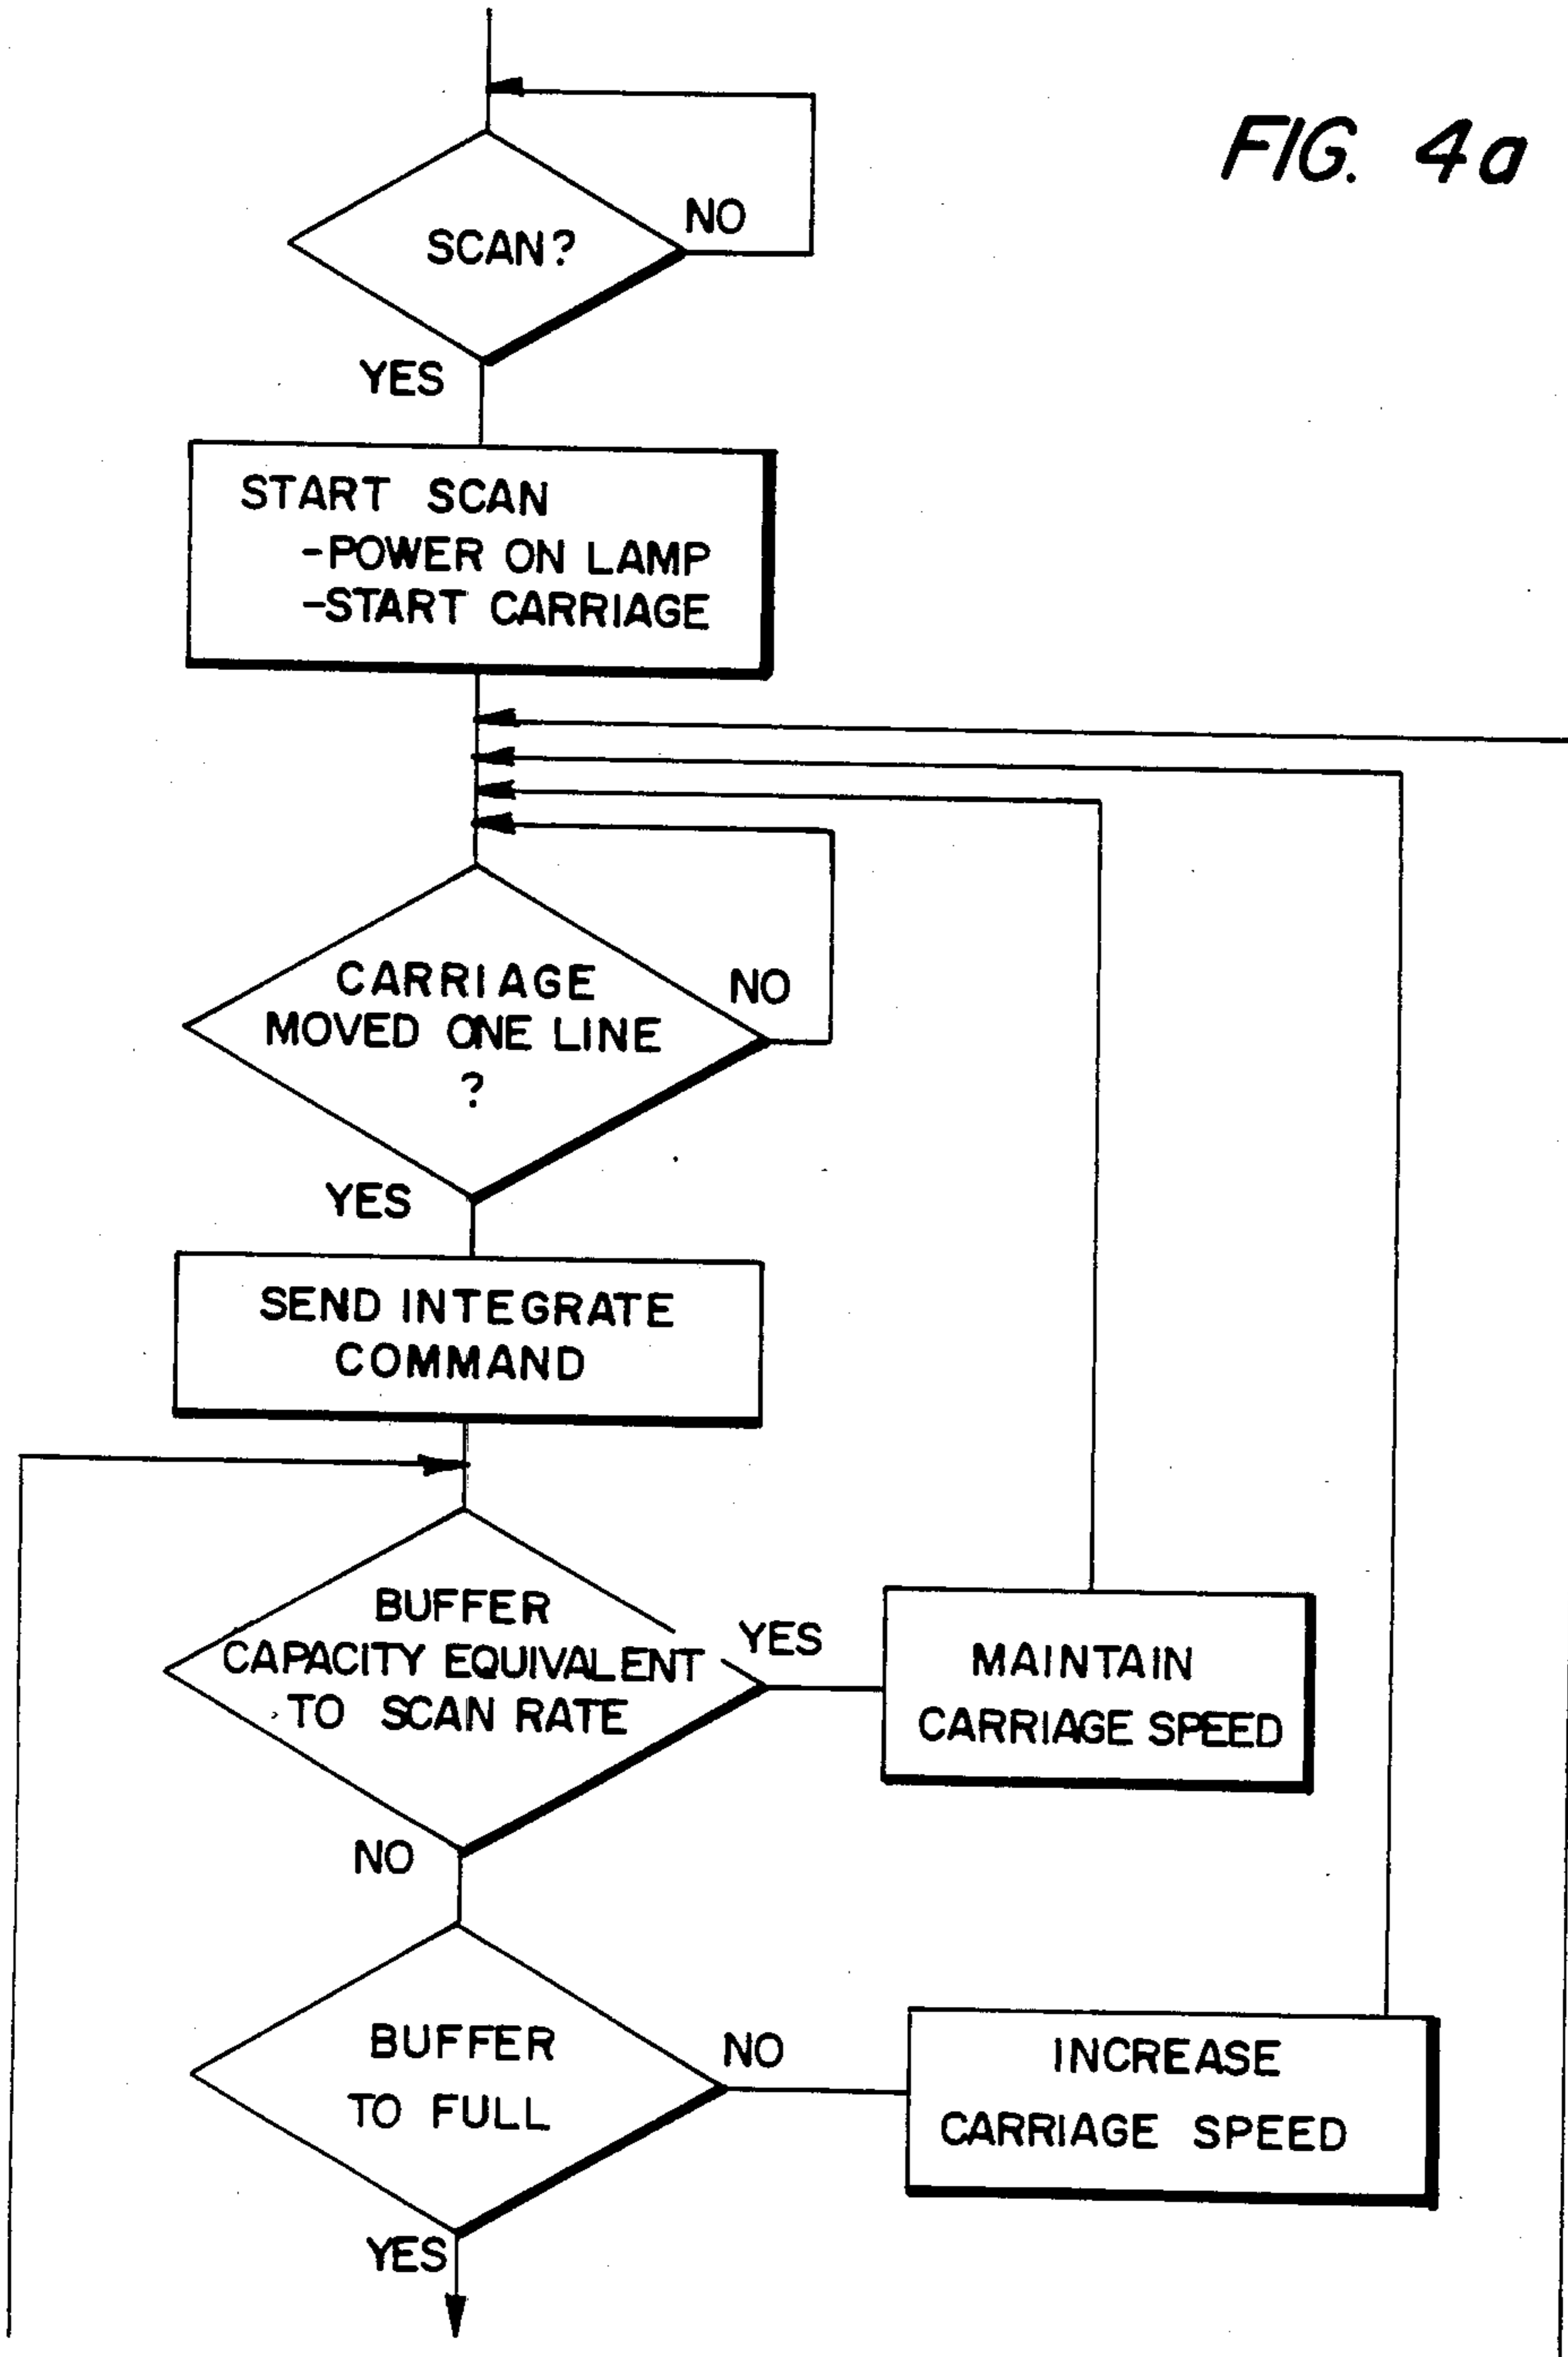 FIG. 4a
SCAN?
NO
YES
START SCAN
-POWER ON LAMP
-START CARRIAGE
CARRIAGE
MOVED ONE LINE
?
NO
YES
SEND INTEGRATE
COMMAND
BUFFER
CAPACITY EQUIVALENT
TO SCAN RATE
YES
MAINTAIN
CARRIAGE SPEED
NO
BUFFER
TO FULL
NO
INCREASE
CARRIAGE SPEED
YES